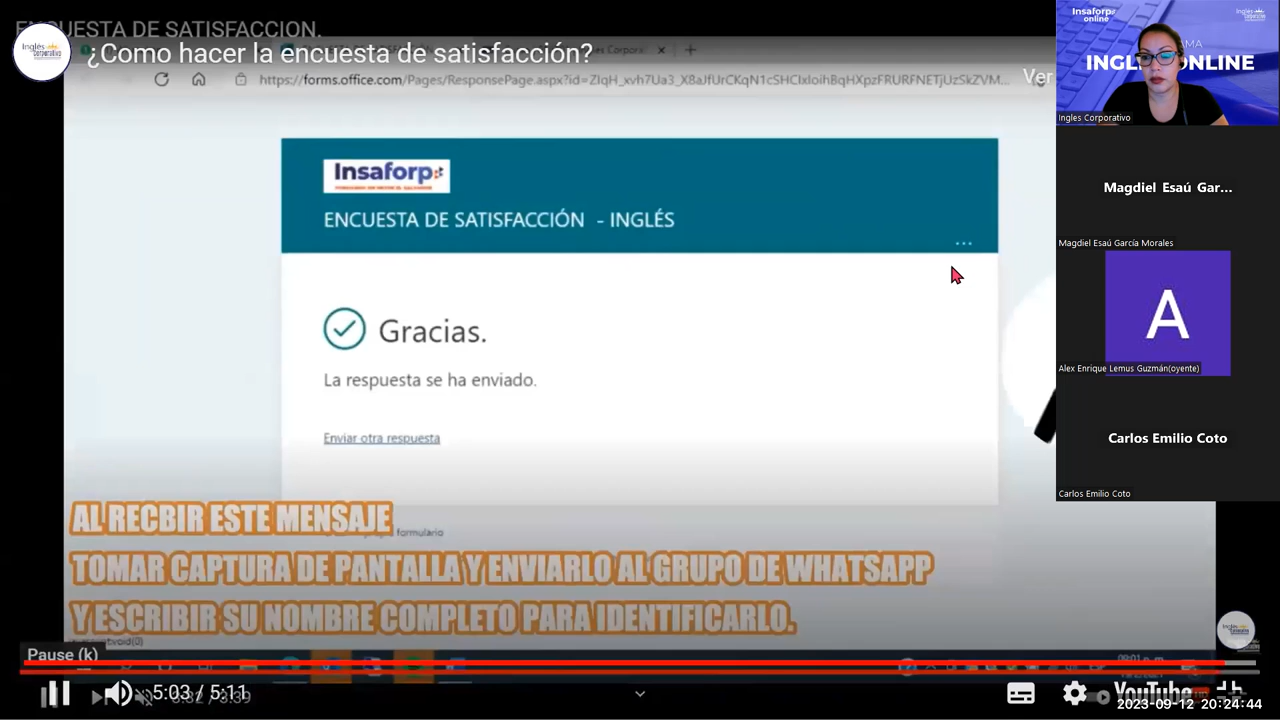 ENCUESTA DE SATISFACCION.
¿Como hacer la encuesta de satisfacción?
Inglés
Corporativo
Ver
https://forms.office.com/Pages/ResponsePage.aspx?id=
Insaforp
ENCUESTA DE SATISFACCIÓN - INGLÉS
...
Gracias.
La respuesta se ha enviado.
Enviar otra respuesta
AL RECBIR ESTE MENSAJE
formulario
TOMAR CAPTURA DE PANTALLA Y ENVIARLO AL GRUPO DE WHATSAPP
Y ESCRIBIR SU NOMBRE COMPLETO PARA IDENTIFICARLO.
Pause (k)
5:03 / 5:11
YouTube
2023-09-12 20:24:44
Insaforp
online
Ingles Corporativo
Magdiel Esaú Gar...
Magdiel Esaú García Morales
A
Alex Enrique Lemus Guzmán(oyente)
Carlos Emilio Coto
Carlos Emilio Coto